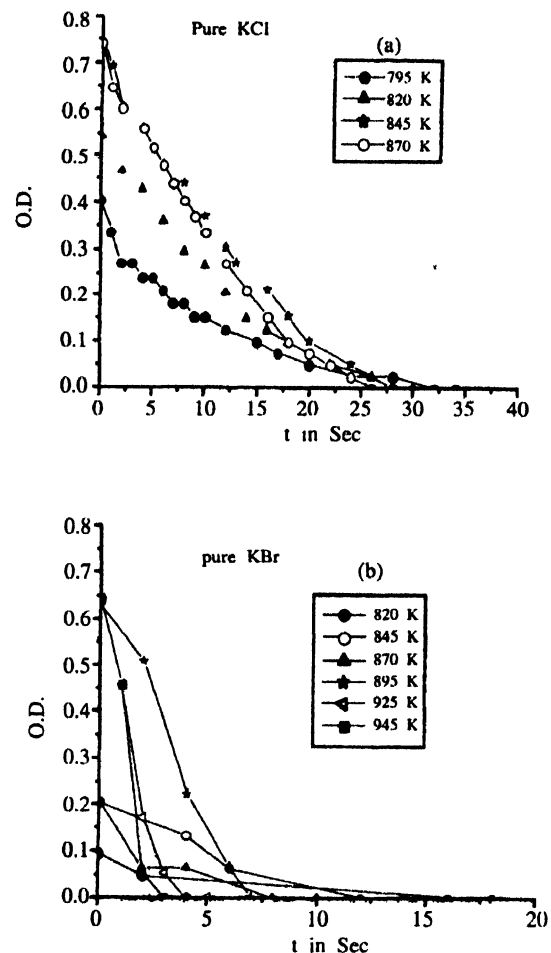 Pure KCl
(a)
795 K
820 K
845 K
870 K
O.D.
0.8
0.7
0.6
0.5
0.4
0.3
0.2
0.1
0.0
0 5 10 15 20 25 30 35 40
t in Sec
pure KBr
(b)
820 K
845 K
870 K
895 K
925 K
945 K
O.D.
0.8
0.7
0.6
0.5
0.4
0.3
0.2
0.1
0.0
0 5 10 15 20
t in Sec